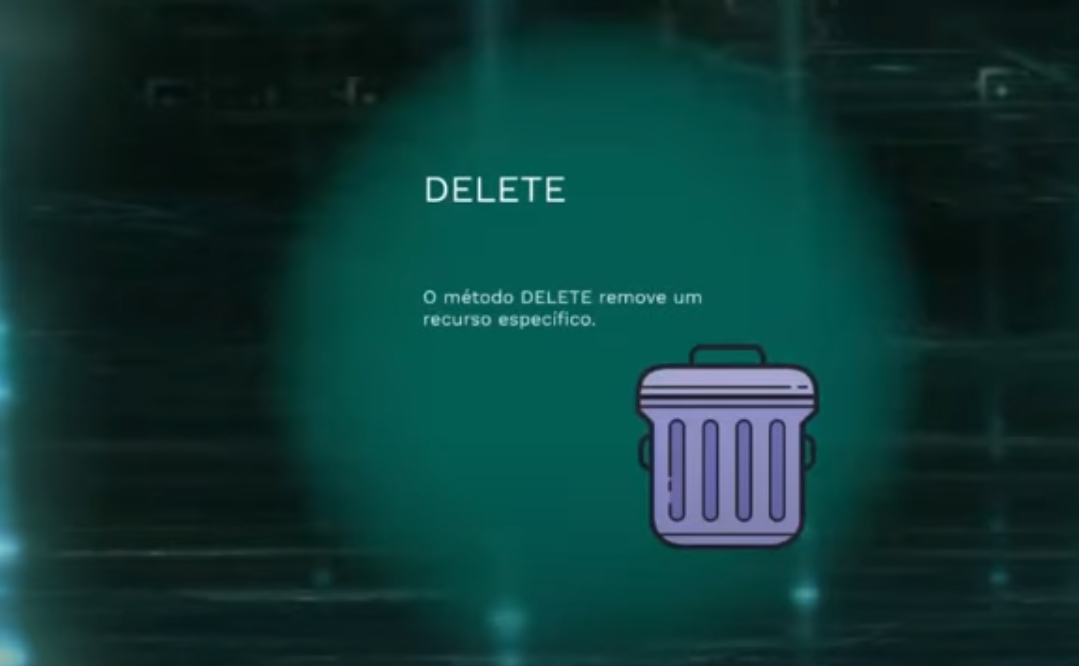 DELETE
O método DELETE remove um
recurso específico.